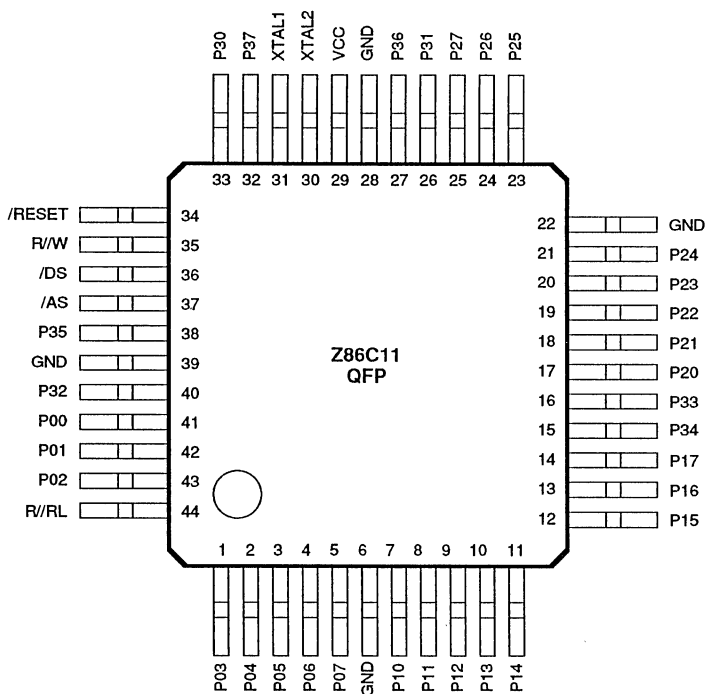 P30 P37 XTAL1 XTAL2 VCC GND P36 P31 P27 P26 P25
33 32 31 30 29 28 27 26 25 24 23
/RESET 34
R//W 35
/DS 36
/AS 37
P35 38
GND 39
P32 40
P00 41
P01 42
P02 43
R//RL 44
Z86C11
QFP
22 GND
21 P24
20 P23
19 P22
18 P21
17 P20
16 P33
15 P34
14 P17
13 P16
12 P15
1 2 3 4 5 6 7 8 9 10 11
P03 P04 P05 P06 P07 GND P10 P11 P12 P13 P14